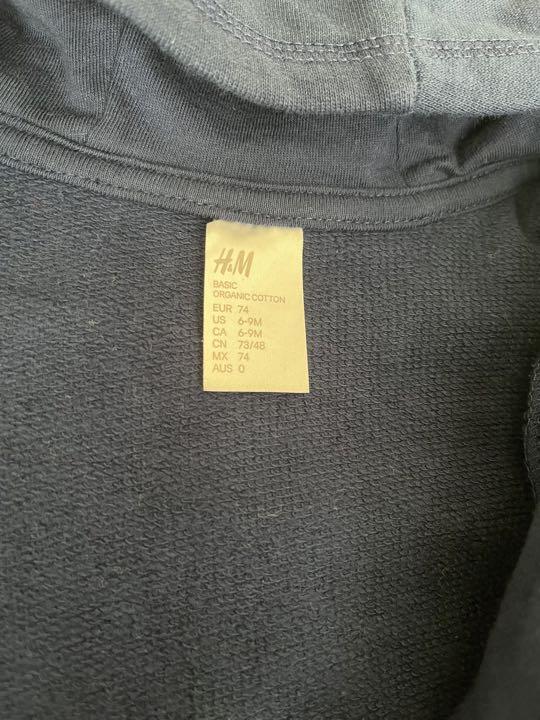 H&M
BASIC
ORGANIC COTTON
EUR 74
US 6-9M
CA 6-9M
CN 73/48
MX 74
AUS 0